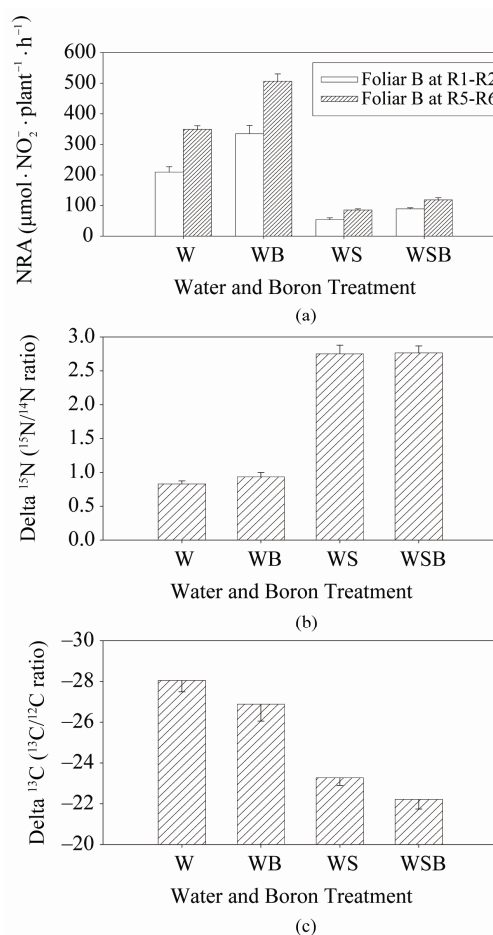 600
500
400
300
200
100
0
NRA (μmol · NO₂⁻ · plant⁻¹ · h⁻¹)
Foliar B at R1-R2
Foliar B at R5-R6
W WB WS WSB
Water and Boron Treatment
(a)
3.0
2.5
2.0
1.5
1.0
0.5
0.0
Delta ¹⁵N (¹⁵N/¹⁴N ratio)
W WB WS WSB
Water and Boron Treatment
(b)
–30
–28
–26
–24
–22
–20
Delta ¹³C (¹³C/¹²C ratio)
W WB WS WSB
Water and Boron Treatment
(c)